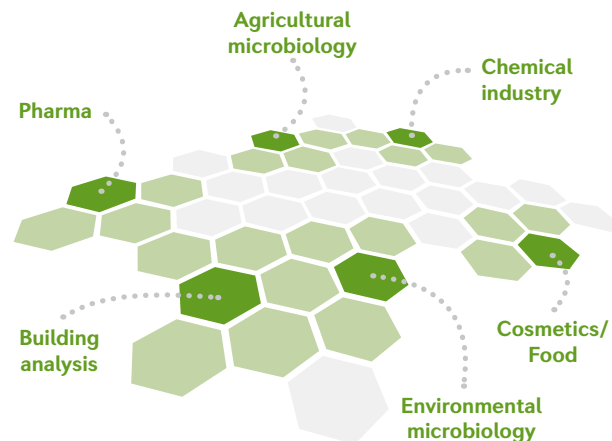 Agricultural
microbiology
Chemical
industry
Pharma
Building
analysis
Cosmetics/
Food
Environmental
microbiology